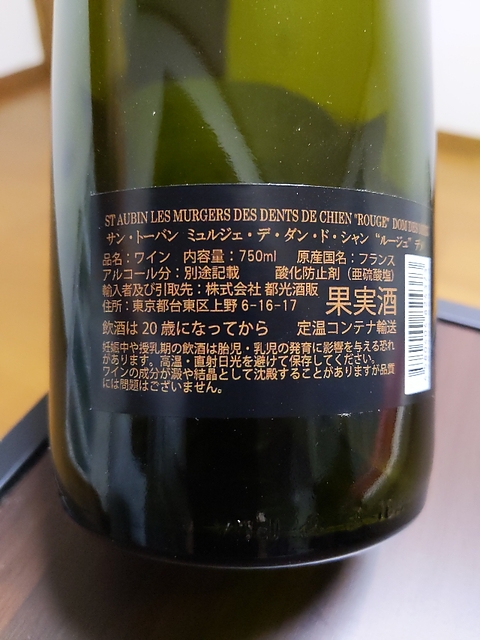 ST AUBIN LES MURGERS DES DENTS DE CHIEN "ROUGE" DOM
サン・トーバン ミュルジェ・デ・ダン・ド・シャン “ルージュ”
品名：ワイン 内容量：750ml 原産国名：フランス
アルコール分：別途記載 酸化防止剤（亜硫酸塩）
輸入者及び引取先：株式会社 都光酒販
住所：東京都台東区上野 6-16-17
果実酒
飲酒は 20 歳になってから 定温コンテナ輸送
妊娠中や授乳期の飲酒は胎児・乳児の発育に影響を与える恐れ
があります。高温・直射日光を避けて保存してください。
ワインの成分が澱や結晶として沈殿することがありますが品質
には問題はございません。